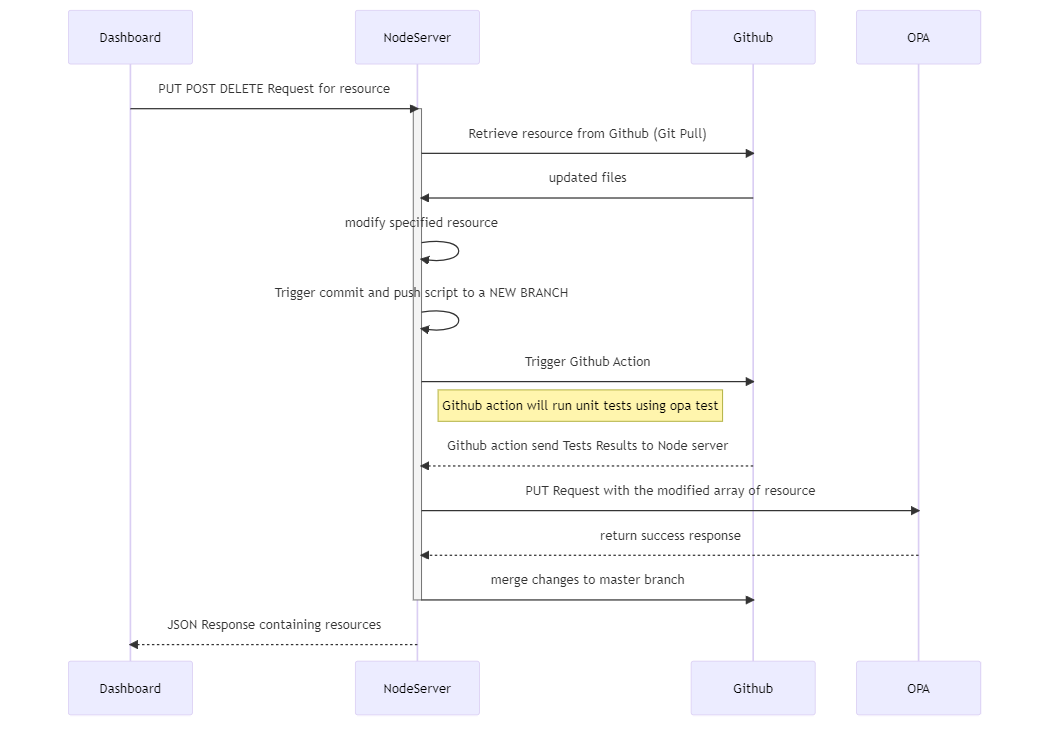 Dashboard
NodeServer
Github
OPA
PUT POST DELETE Request for resource
Retrieve resource from Github (Git Pull)
updated files
modify specified resource
Trigger commit and push script to a NEW BRANCH
Trigger Github Action
Github action will run unit tests using opa test
Github action send Tests Results to Node server
PUT Request with the modified array of resource
return success response
merge changes to master branch
JSON Response containing resources
Dashboard
NodeServer
Github
OPA